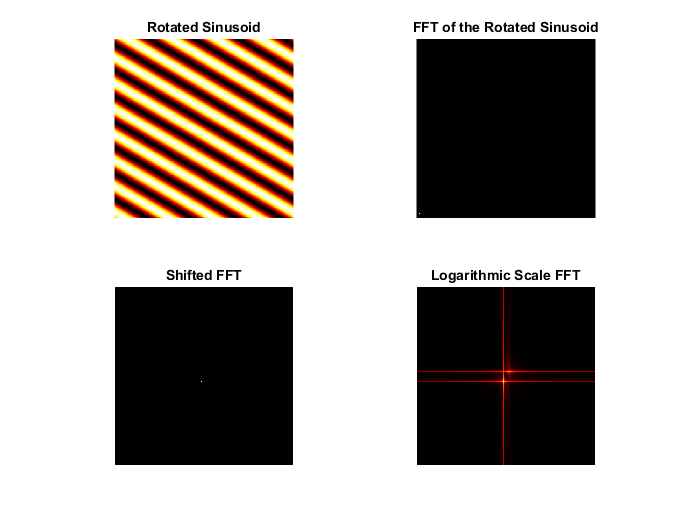 Rotated Sinusoid
FFT of the Rotated Sinusoid
Shifted FFT
Logarithmic Scale FFT